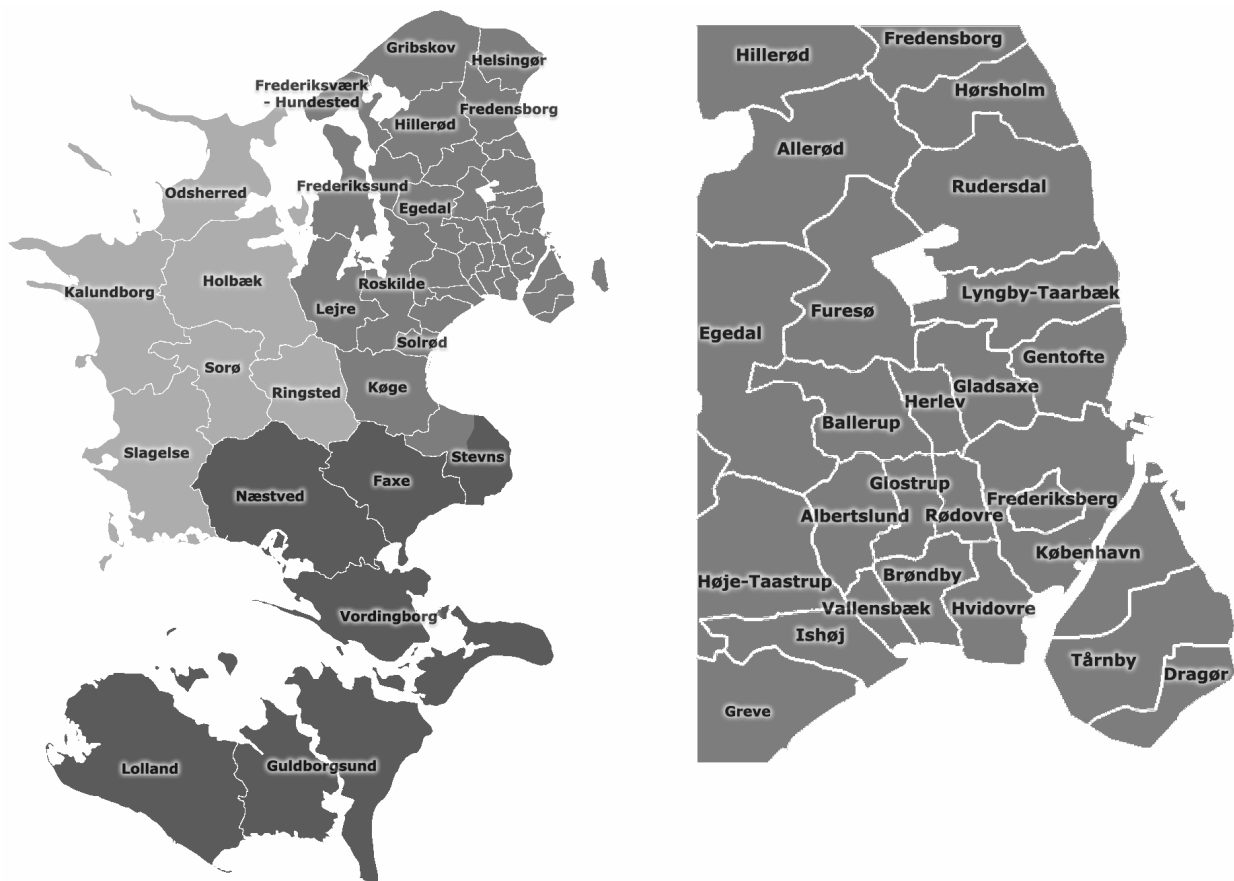 Gribskov
Helsingør
Frederiksværk
- Hundested
Fredensborg
Hillerød
Odsherred
Frederikssund
Egedal
Kalundborg
Holbæk
Roskilde
Lejre
Solrød
Sorø
Ringsted
Køge
Slagelse
Stevns
Næstved
Faxe
Vordingborg
Lolland
Guldborgsund
Fredensborg
Hillerød
Hørsholm
Allerød
Rudersdal
Lyngby-Taarbæk
Furesø
Egedal
Gentofte
Gladsaxe
Herlev
Ballerup
Glostrup
Frederiksberg
Albertslund
Rødovre
København
Høje-Taastrup
Brøndby
Vallensbæk
Hvidovre
Ishøj
Tårnby
Dragør
Greve